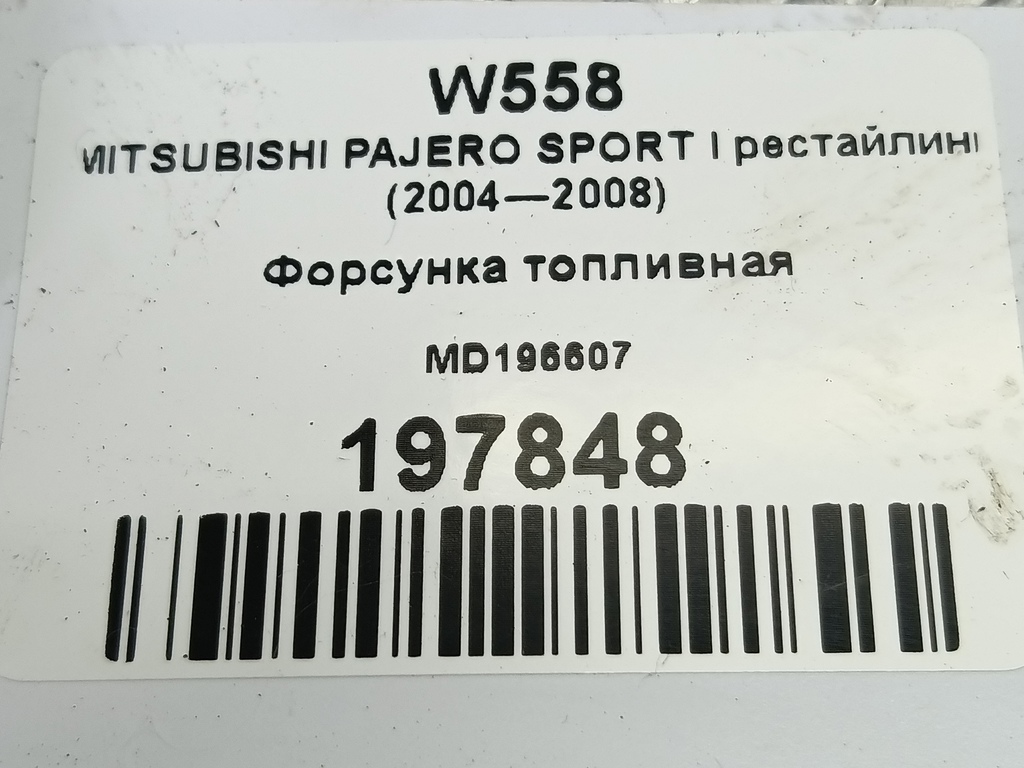 W558
MITSUBISHI PAJERO SPORT I рестайлинг
(2004—2008)
Форсунка топливная
MD196607
197848